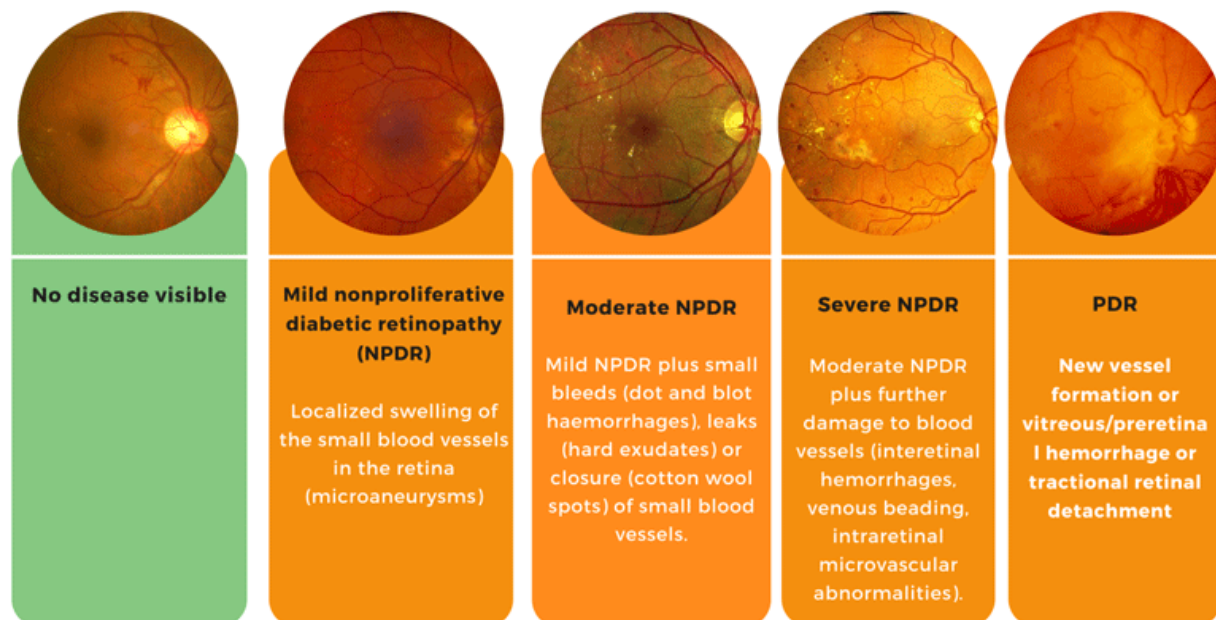 No disease visible
Mild nonproliferative
diabetic retinopathy
(NPDR)
Localized swelling of
the small blood vessels
in the retina
(microaneurysms)
Moderate NPDR
Mild NPDR plus small
bleeds (dot and blot
haemorrhages), leaks
(hard exudates) or
closure (cotton wool
spots) of small blood
vessels.
Severe NPDR
Moderate NPDR
plus further
damage to blood
vessels (interetinal
hemorrhages,
venous beading,
intraretinal
microvascular
abnormalities).
PDR
New vessel
formation or
vitreous/preretina
l hemorrhage or
tractional retinal
detachment